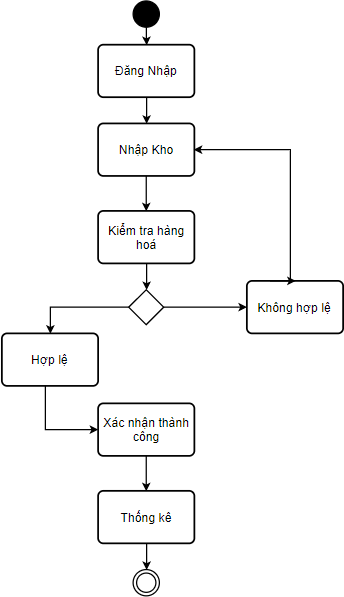 Đăng Nhập
Nhập Kho
Kiểm tra hàng
hoá
Không hợp lệ
Hợp lệ
Xác nhận thành
công
Thống kê